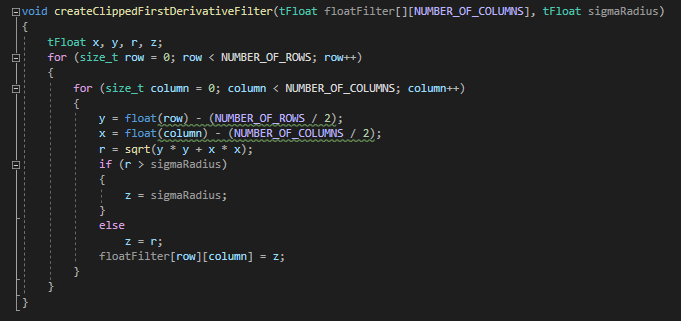 void createClippedFirstDerivativeFilter(tFloat floatFilter[][NUMBER_OF_COLUMNS], tFloat sigmaRadius)
{
    tFloat x, y, r, z;
    for (size_t row = 0; row < NUMBER_OF_ROWS; row++)
    {
        for (size_t column = 0; column < NUMBER_OF_COLUMNS; column++)
        {
            y = float(row) - (NUMBER_OF_ROWS / 2);
            x = float(column) - (NUMBER_OF_COLUMNS / 2);
            r = sqrt(y * y + x * x);
            if (r > sigmaRadius)
            {
                z = sigmaRadius;
            }
            else
                z = r;
            floatFilter[row][column] = z;
        }
    }
}